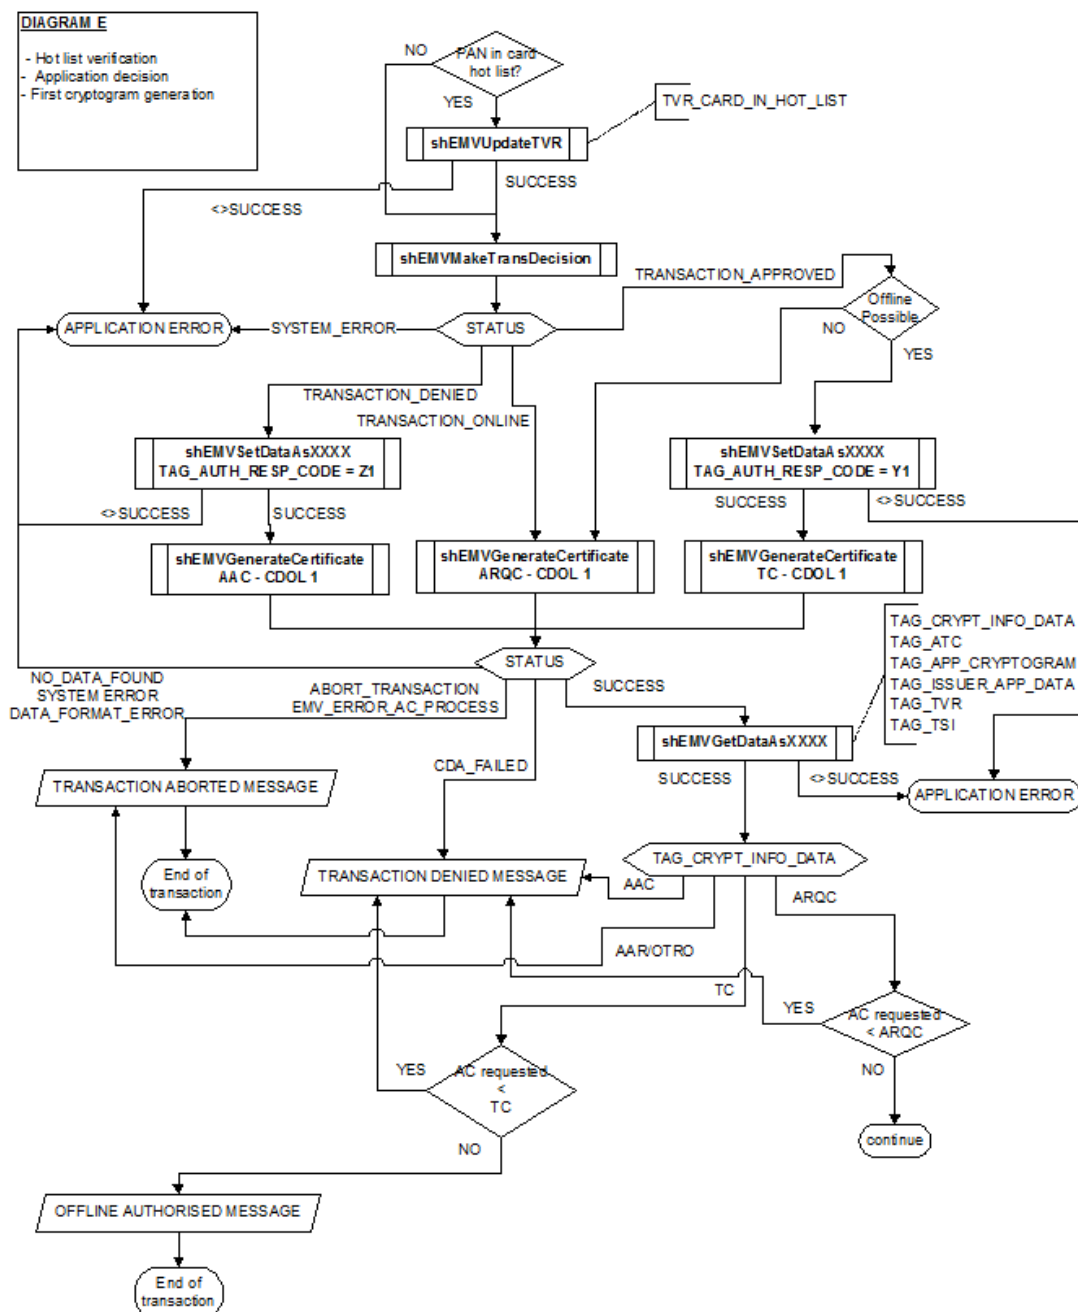 DIAGRAM E
- Hot list verification
- Application decision
- First cryptogram generation
NO
PAN in card
hot list?
YES
TVR_CARD_IN_HOT_LIST
shEMVUpdateTVR
SUCCESS
<>SUCCESS
shEMVMakeTransDecision
TRANSACTION_APPROVED
Offline
Possible
APPLICATION ERROR
SYSTEM_ERROR
STATUS
NO
YES
TRANSACTION_DENIED
TRANSACTION_ONLINE
shEMVSetDataAsXXXX
TAG_AUTH_RESP_CODE = Z1
shEMVSetDataAsXXXX
TAG_AUTH_RESP_CODE = Y1
<>SUCCESS
SUCCESS
SUCCESS
<>SUCCESS
shEMVGenerateCertificate
AAC - CDOL 1
shEMVGenerateCertificate
ARQC - CDOL 1
shEMVGenerateCertificate
TC - CDOL 1
TAG_CRYPT_INFO_DATA
TAG_ATC
TAG_APP_CRYPTOGRAM
TAG_ISSUER_APP_DATA
TAG_TVR
TAG_TSI
STATUS
NO_DATA_FOUND
SYSTEM ERROR
DATA_FORMAT_ERROR
ABORT_TRANSACTION
EMV_ERROR_AC_PROCESS
SUCCESS
shEMVGetDataAsXXXX
CDA_FAILED
SUCCESS
<>SUCCESS
TRANSACTION ABORTED MESSAGE
APPLICATION ERROR
TAG_CRYPT_INFO_DATA
End of
transaction
TRANSACTION DENIED MESSAGE
AAC
ARQC
AAR/OTRO
TC
YES
AC requested
< ARQC
YES
AC requested
<
TC
NO
continue
NO
OFFLINE AUTHORISED MESSAGE
End of
transaction